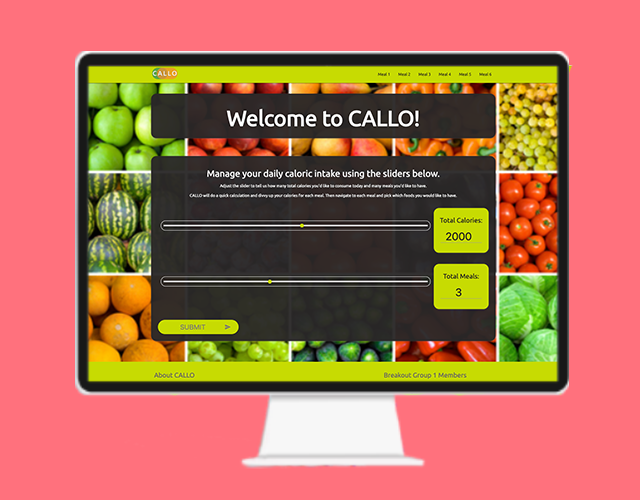 CALLO
Meal 1 Meal 2 Meal 3 Meal 4 Meal 5 Meal 6
Welcome to CALLO!
Manage your daily caloric intake using the sliders below.
Adjust the slider to tell us how many total calories you'd like to consume today and many meals you'd like to have.
CALLO will do a quick calculation and divvy up your calories for each meal. Then navigate to each meal and pick which foods you would like to have.
Total Calories:
2000
Total Meals:
3
SUBMIT
About CALLO
Breakout Group 1 Members